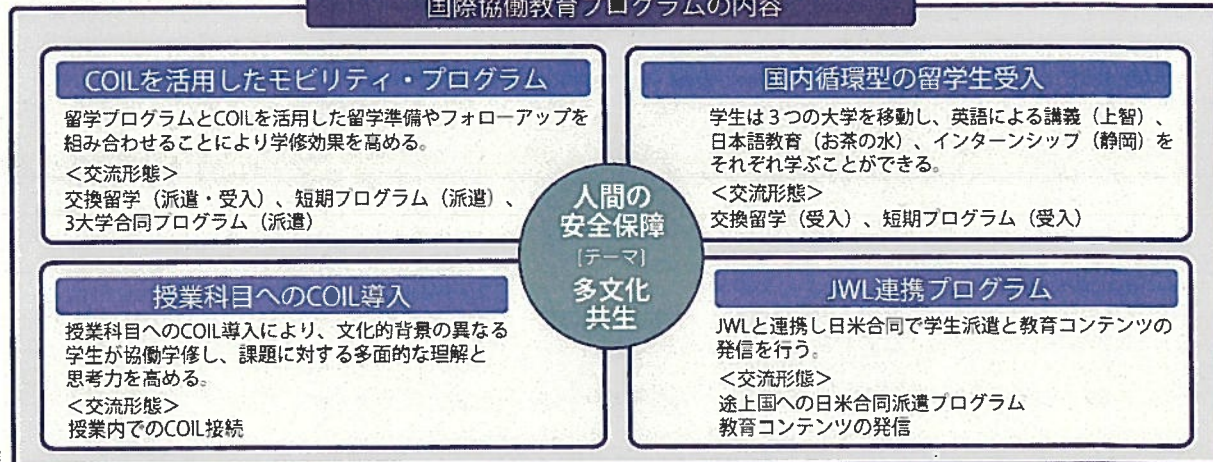 国際協働教育プログラムの内容
COILを活用したモビリティ・プログラム
留学プログラムとCOILを活用した留学準備やフォローアップを
組み合わせることにより学修効果を高める。
＜交流形態＞
交換留学（派遣・受入）、短期プログラム（派遣）、
3大学合同プログラム（派遣）
国内循環型の留学生受入
学生は３つの大学を移動し、英語による講義（上智）、
日本語教育（お茶の水）、インターンシップ（静岡）を
それぞれ学ぶことができる。
＜交流形態＞
交換留学（受入）、短期プログラム（受入）
人間の
安全保障
［テーマ］
多文化
共生
授業科目へのCOIL導入
授業科目へのCOIL導入により、文化的背景の異なる
学生が協働学修し、課題に対する多面的な理解と
思考力を高める。
＜交流形態＞
授業内でのCOIL接続
JWL連携プログラム
JWLと連携し日米合同で学生派遣と教育コンテンツの
発信を行う。
＜交流形態＞
途上国への日米合同派遣プログラム
教育コンテンツの発信